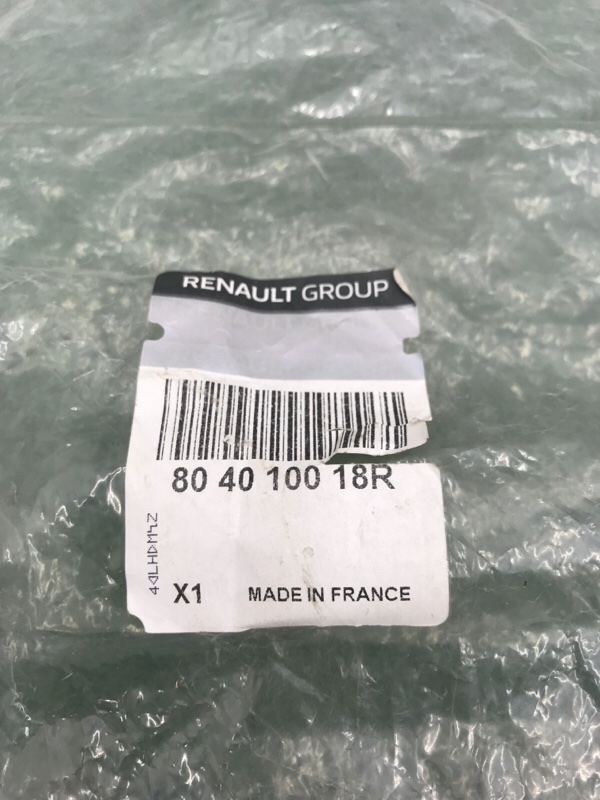 RENAULT GROUP
80 40 100 18R
X1 MADE IN FRANCE